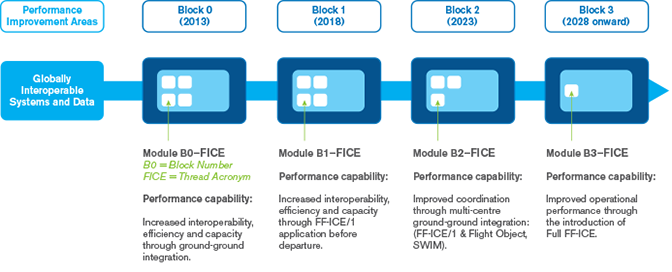 Performance
Improvement Areas
Block 0
(2013)
Block 1
(2018)
Block 2
(2023)
Block 3
(2028 onward)
Globally
Interoperable
Systems and Data
Module B0–FICE
B0 = Block Number
FICE = Thread Acronym
Performance capability:
Increased interoperability,
efficiency and capacity
through ground-ground
integration.
Module B1–FICE
Performance capability:
Increased interoperability,
efficiency and capacity
through FF-ICE/1
application before
departure.
Module B2–FICE
Performance capability:
Improved coordination
through multi-centre
ground-ground integration:
(FF-ICE/1 & Flight Object,
SWIM).
Module B3–FICE
Performance capability:
Improved operational
performance through
the introduction of
Full FF-ICE.